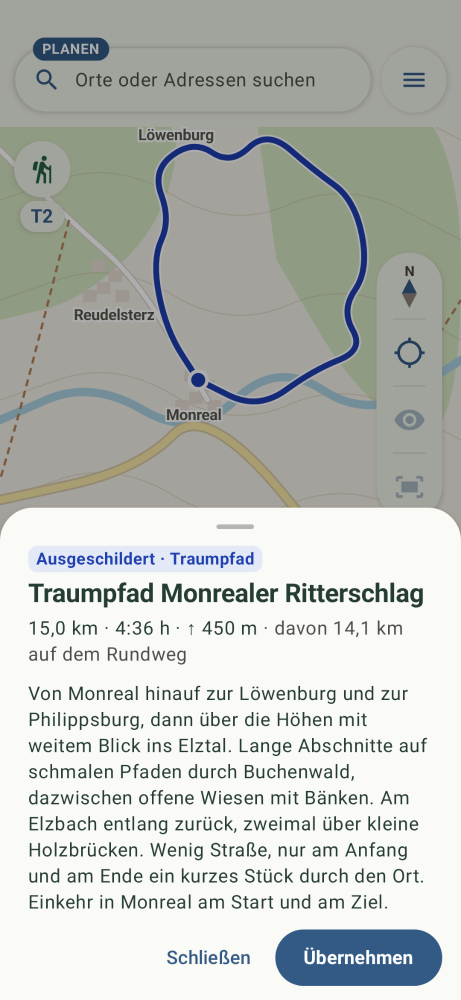 PLANEN
Orte oder Adressen suchen
Löwenburg
T2
N
Reudelsterz
Monreal
Ausgeschildert · Traumpfad
Traumpfad Monrealer Ritterschlag
15,0 km · 4:36 h · ↑ 450 m · davon 14,1 km
auf dem Rundweg
Von Monreal hinauf zur Löwenburg und zur
Philippsburg, dann über die Höhen mit
weitem Blick ins Elztal. Lange Abschnitte auf
schmalen Pfaden durch Buchenwald,
dazwischen offene Wiesen mit Bänken. Am
Elzbach entlang zurück, zweimal über kleine
Holzbrücken. Wenig Straße, nur am Anfang
und am Ende ein kurzes Stück durch den Ort.
Einkehr in Monreal am Start und am Ziel.
Schließen
Übernehmen